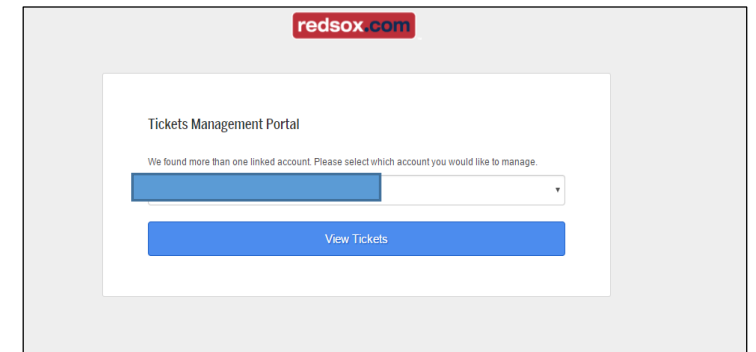 redsox.com
Tickets Management Portal
We found more than one linked account. Please select which account you would like to manage.
View Tickets